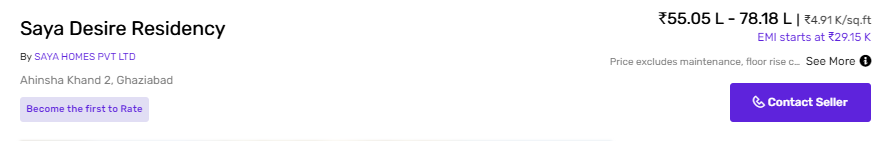 Saya Desire Residency
By SAYA HOMES PVT LTD
Ahinsha Khand 2, Ghaziabad
Become the first to Rate
₹55.05 L - 78.18 L | ₹4.91 K/sq.ft
EMI starts at ₹29.15 K
Price excludes maintenance, floor rise c... See More
Contact Seller